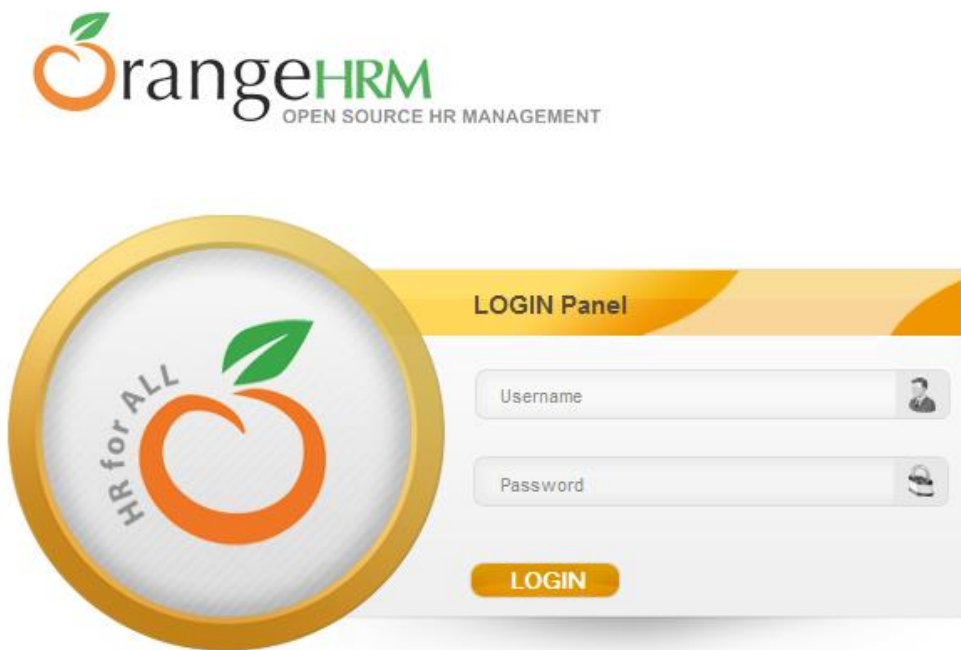 OrangeHRM
OPEN SOURCE HR MANAGEMENT
HR for ALL
LOGIN Panel
Username
Password
LOGIN